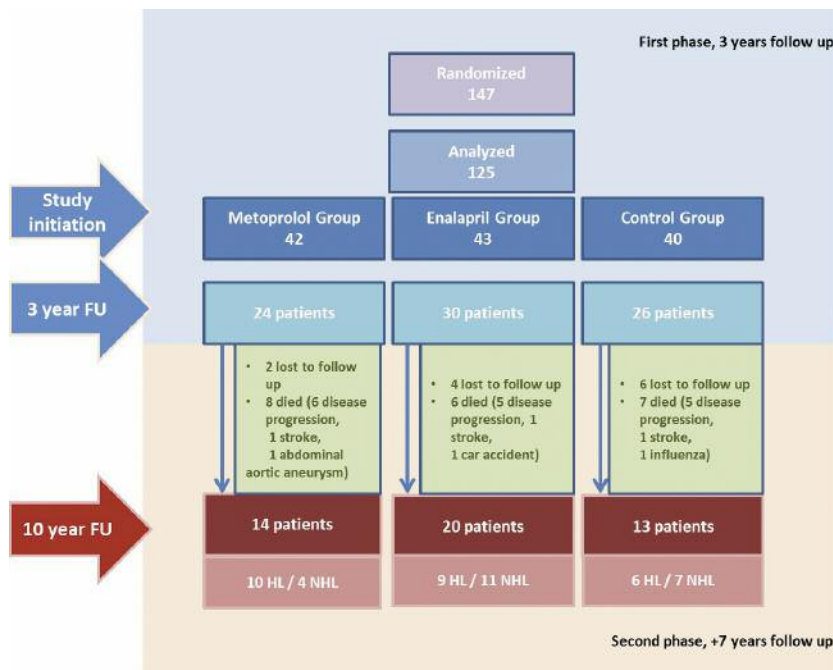 First phase, 3 years follow up
Randomized
147
Analyzed
125
Study
initiation
Metoprolol Group
42
Enalapril Group
43
Control Group
40
3 year FU
24 patients
30 patients
26 patients
• 2 lost to follow
up
• 8 died (6 disease
progression,
1 stroke,
1 abdominal
aortic aneurysm)
• 4 lost to follow up
• 6 died (5 disease
progression, 1
stroke,
1 car accident)
• 6 lost to follow up
• 7 died (5 disease
progression,
1 stroke,
1 influenza)
10 year FU
14 patients
20 patients
13 patients
10 HL / 4 NHL
9 HL / 11 NHL
6 HL / 7 NHL
Second phase, +7 years follow up